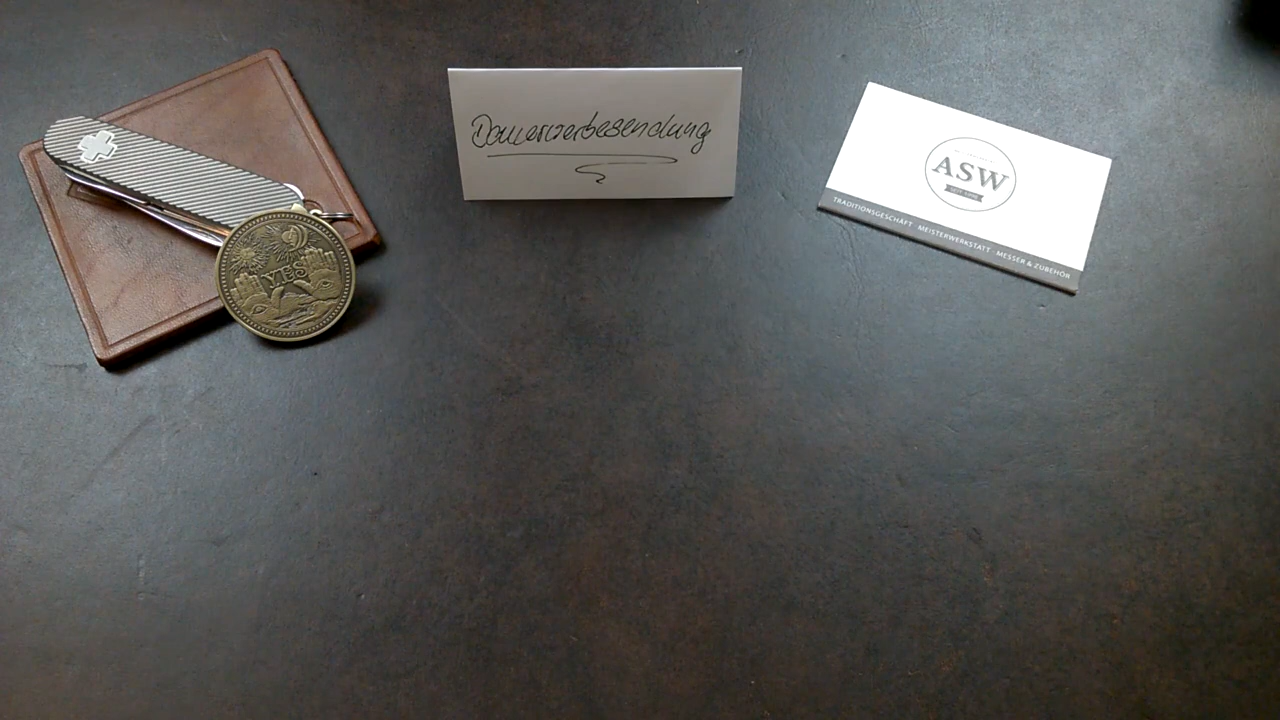 YES
Dauerwerbesendung
ASW
TRADITIONSGESCHÄFT · MEISTERWERKSTATT · MESSER & ZUBEHÖR